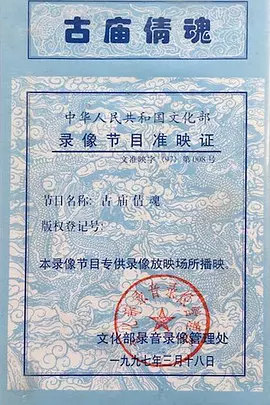 古庙倩魂
中华人民共和国文化部
录像节目准映证
文准映字 (97) 第008号
节目名称: 古庙倩魂
版权登记号:
本录像节目专供录像放映场所播映。
文化部录音录像管理处
一九九七年三月十八日